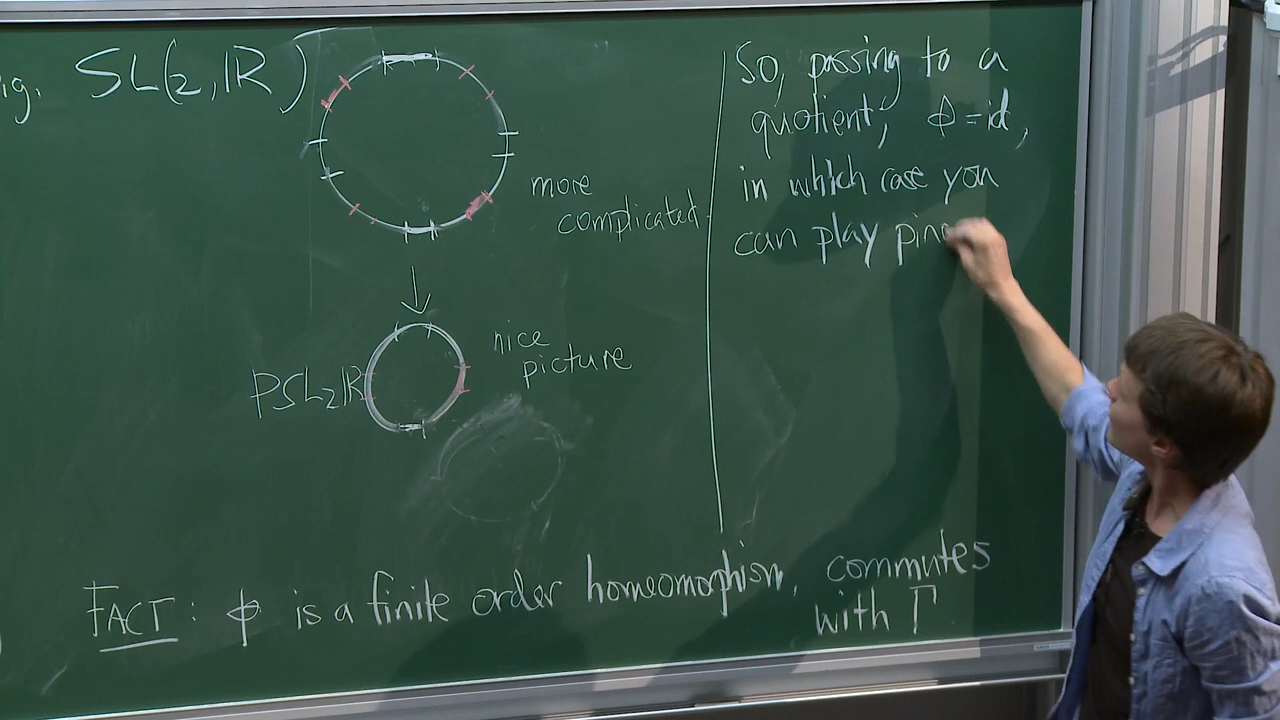 ig. SL(2,ℝ)
more
complicated
PSL₂ℝ
nice
picture
So, passing to a
quotient, ϕ=id,
in which case you
can play pin
FACT: ϕ is a finite order homeomorphism, commutes
with Γ